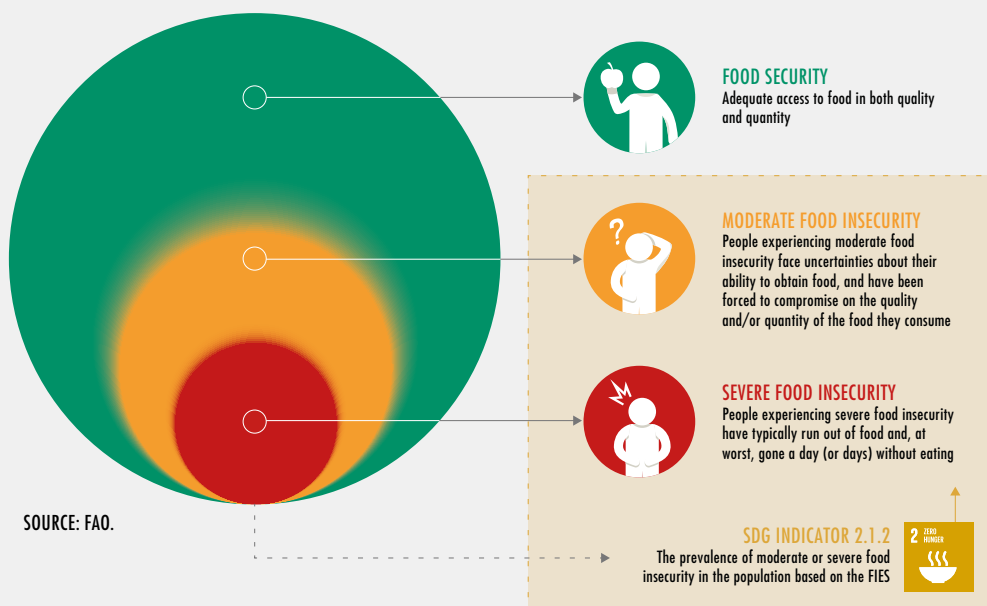 FOOD SECURITY
Adequate access to food in both quality
and quantity
?
MODERATE FOOD INSECURITY
People experiencing moderate food
insecurity face uncertainties about their
ability to obtain food, and have been
forced to compromise on the quality
and/or quantity of the food they consume
SEVERE FOOD INSECURITY
People experiencing severe food insecurity
have typically run out of food and, at
worst, gone a day (or days) without eating
SOURCE: FAO.
SDG INDICATOR 2.1.2
The prevalence of moderate or severe food
insecurity in the population based on the FIES
2 ZERO
HUNGER